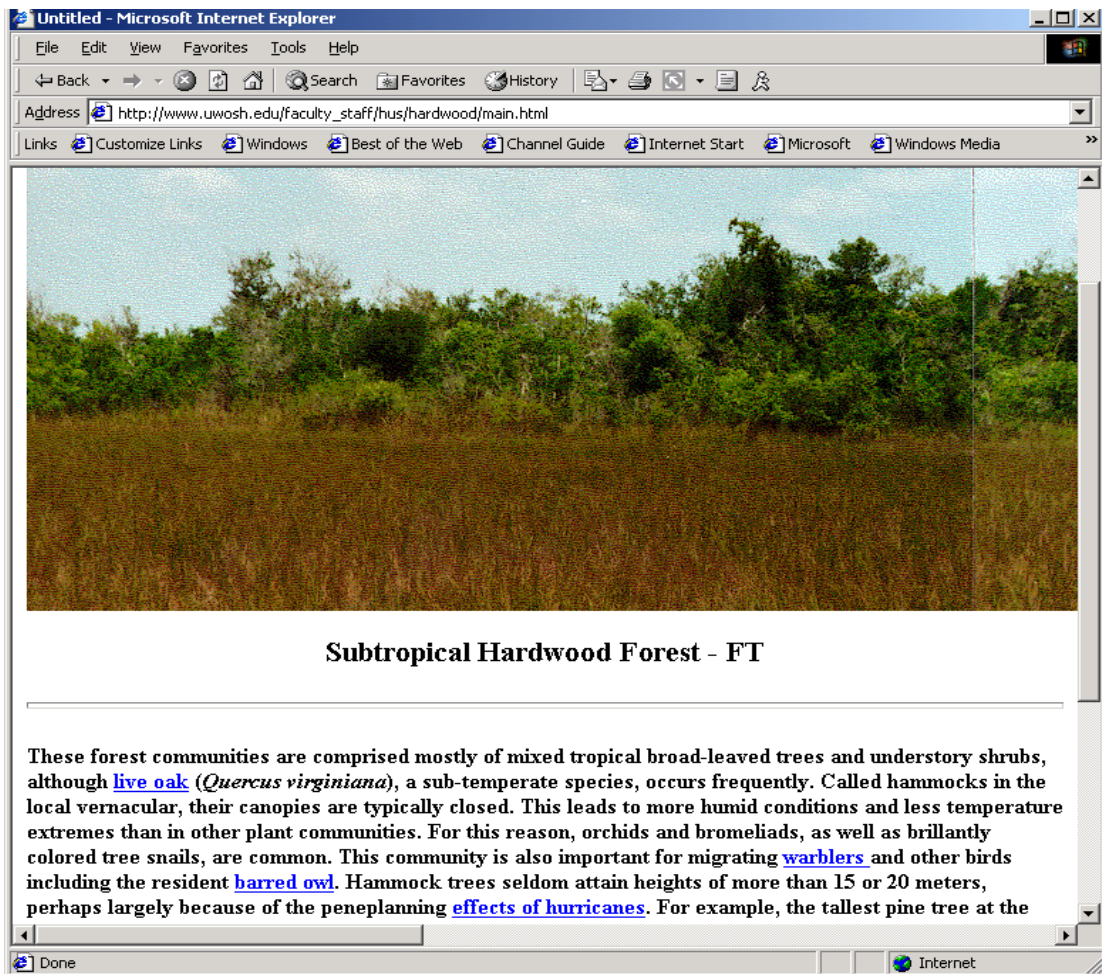 Untitled - Microsoft Internet Explorer
File Edit View Favorites Tools Help
Back Search Favorites History
Address http://www.uwosh.edu/faculty_staff/hus/hardwood/main.html
Links Customize Links Windows Best of the Web Channel Guide Internet Start Microsoft Windows Media »
Subtropical Hardwood Forest - FT
These forest communities are comprised mostly of mixed tropical broad-leaved trees and understory shrubs,
although live oak (Quercus virginiana), a sub-temperate species, occurs frequently. Called hammocks in the
local vernacular, their canopies are typically closed. This leads to more humid conditions and less temperature
extremes than in other plant communities. For this reason, orchids and bromeliads, as well as brillantly
colored tree snails, are common. This community is also important for migrating warblers and other birds
including the resident barred owl. Hammock trees seldom attain heights of more than 15 or 20 meters,
perhaps largely because of the peneplanning effects of hurricanes. For example, the tallest pine tree at the
Done Internet